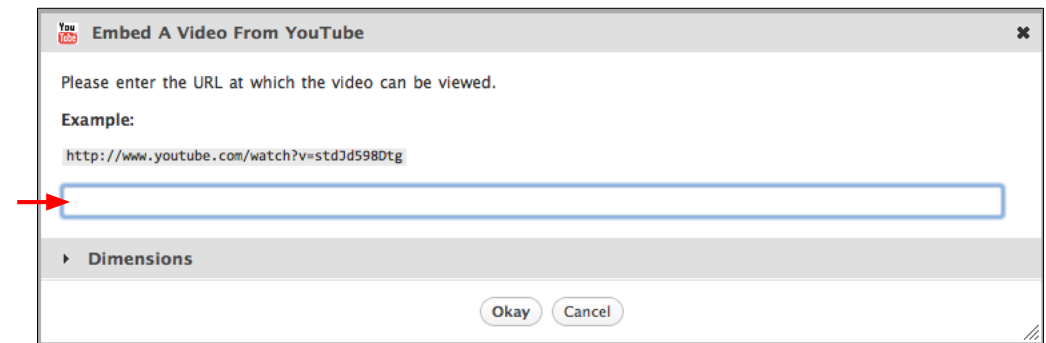 You
Tube
Embed A Video From YouTube
Please enter the URL at which the video can be viewed.
Example:
http://www.youtube.com/watch?v=stdJd598Dtg
Dimensions
Okay Cancel